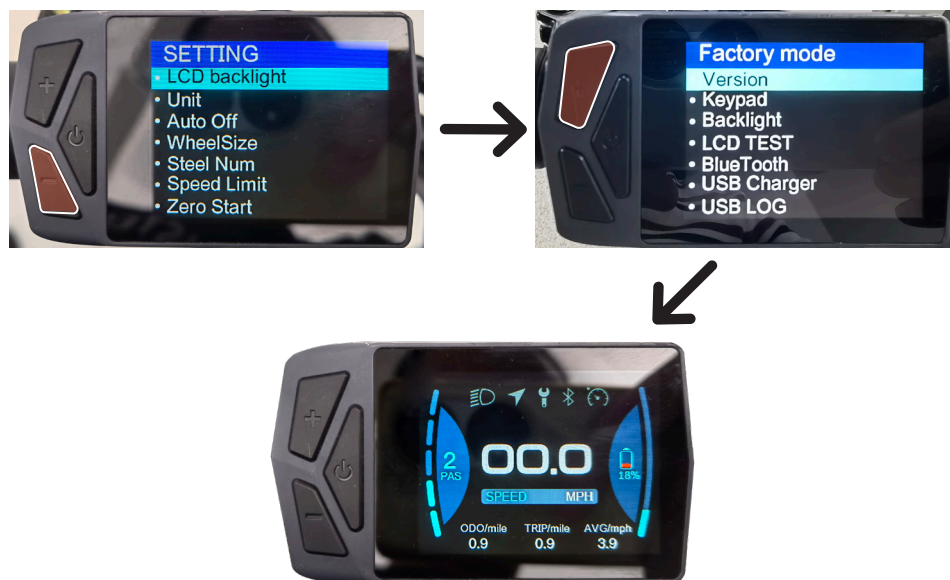 SETTING
• LCD backlight
• Unit
• Auto Off
• WheelSize
• Steel Num
• Speed Limit
• Zero Start
Factory mode
Version
• Keypad
• Backlight
• LCD TEST
• BlueTooth
• USB Charger
• USB LOG
2
PAS
00.0
18%
SPEED MPH
ODO/mile TRIP/mile AVG/mph
0.9 0.9 3.9